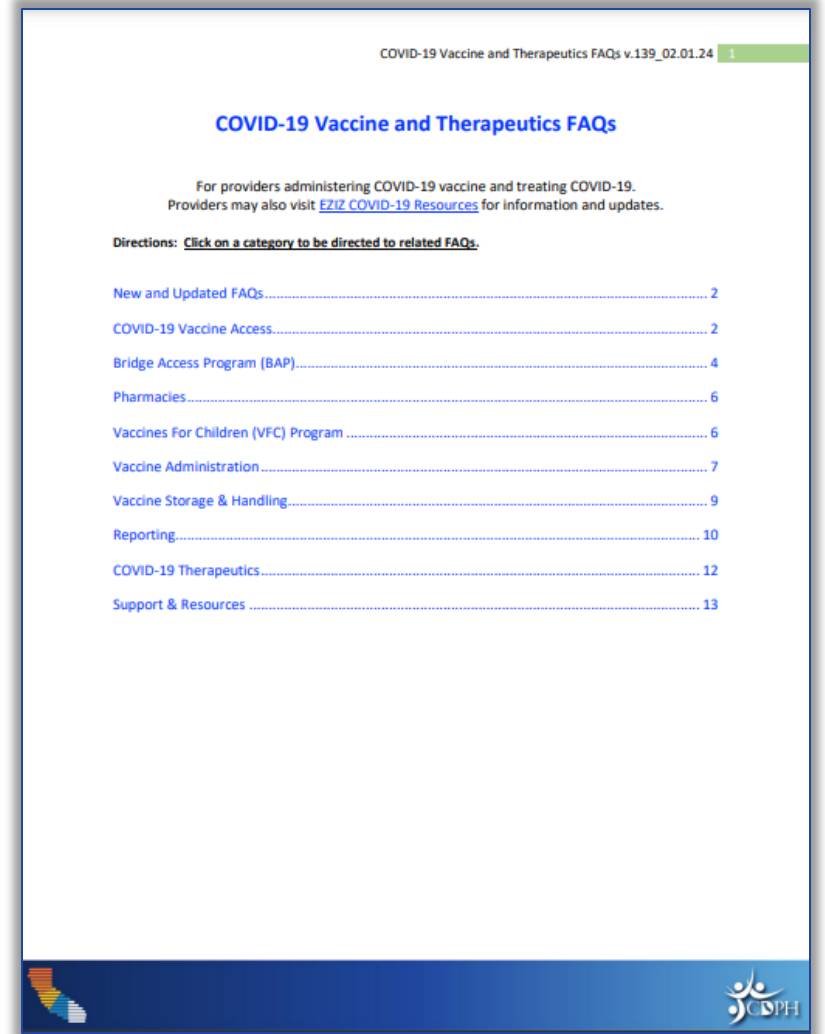 COVID-19 Vaccine and Therapeutics FAQs v.139_02.01.24 1
COVID-19 Vaccine and Therapeutics FAQs
For providers administering COVID-19 vaccine and treating COVID-19.
Providers may also visit EZIZ COVID-19 Resources for information and updates.
Directions: Click on a category to be directed to related FAQs.
New and Updated FAQs 2
COVID-19 Vaccine Access 2
Bridge Access Program (BAP) 4
Pharmacies 6
Vaccines For Children (VFC) Program 6
Vaccine Administration 7
Vaccine Storage & Handling 9
Reporting 10
COVID-19 Therapeutics 12
Support & Resources 13
CDPH